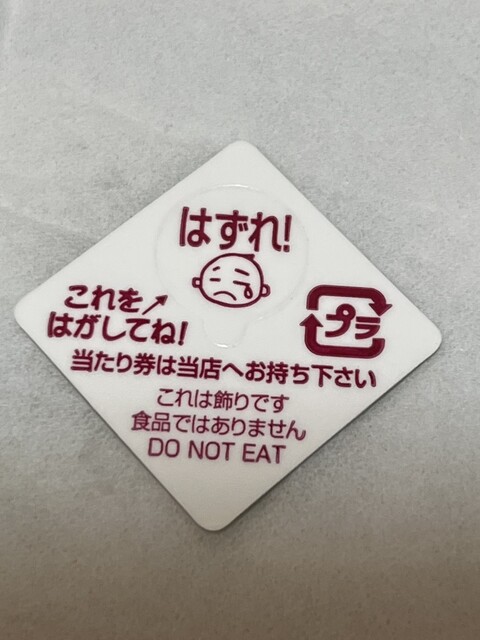 はずれ!
これを↗
はがしてね!
プラ
当たり券は当店へお持ち下さい
これは飾りです
食品ではありません
DO NOT EAT